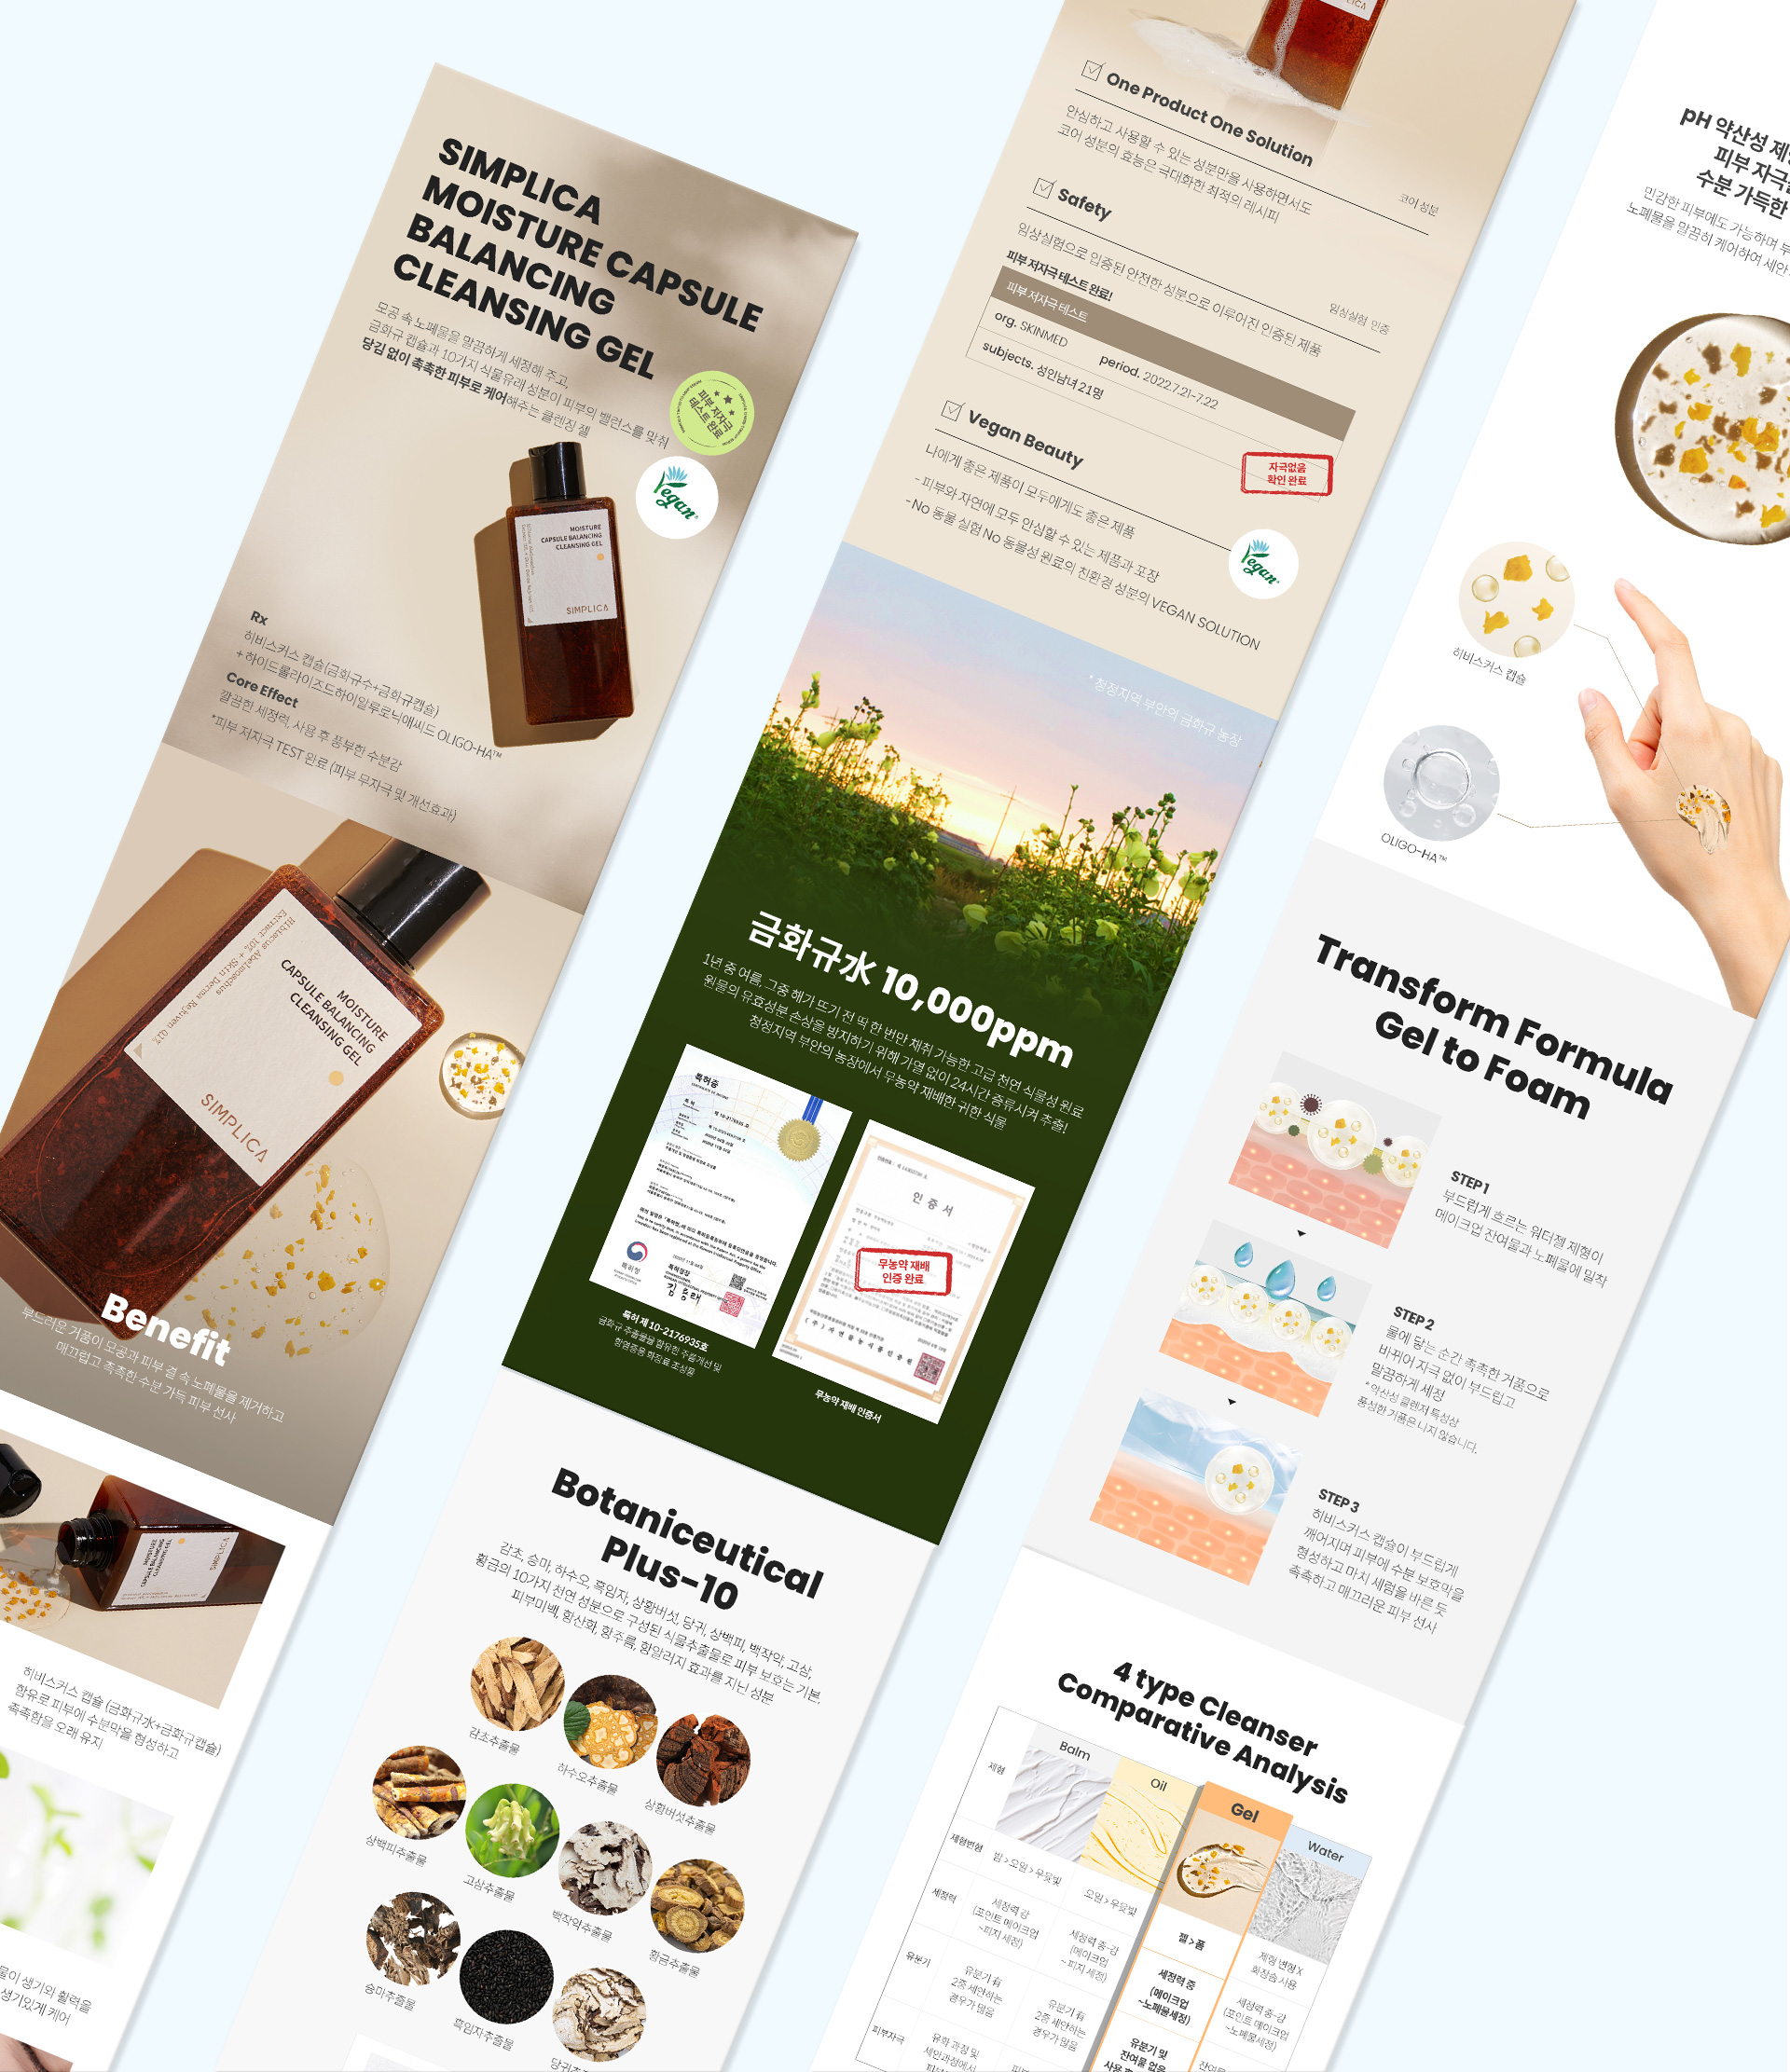 SIMPLICA
MOISTURE CAPSULE
BALANCING
CLEANSING GEL
모공 속 노폐물을 말끔하게 세정해 주고,
금화규 캡슐과 10가지 식물유래 성분이 피부의 밸런스를 맞춰
당김 없이 촉촉한 피부로 케어해주는 클렌징 젤
피부 저자극
테스트 완료
Vegan
MOISTURE
CAPSULE BALANCING
CLEANSING GEL
SIMPLICA
Rx
히비스커스 캡슐(금화규수+금화규캡슐)
+ 하이드롤라이즈드하이알루로닉애씨드 OLIGO-HA™
Core Effect
깔끔한 세정력, 사용 후 풍부한 수분감
*피부 저자극 TEST 완료 (피부 무자극 및 개선효과)
Hibiscus Abelmoschus
Extract 10% + Skin Derma Rejuven Q1%
MOISTURE
CAPSULE BALANCING
CLEANSING GEL
SIMPLICA
Benefit
부드러운 거품이 모공과 피부 결 속 노폐물을 제거하고
매끄럽고 촉촉한 수분 가득 피부 선사
MOISTURE
CAPSULE BALANCING
CLEANSING GEL
SIMPLICA
히비스커스 캡슐 (금화규水+금화규캡슐)
함유로 피부에 수분막을 형성하고
촉촉함을 오래 유지
물이 생기와 활력을
생기있게 케어
One Product One Solution
안심하고 사용할 수 있는 성분만을 사용하면서도
코어 성분의 효능은 극대화한 최적의 레시피
코어 성분
Safety
임상실험으로 입증된 안전한 성분으로 이루어진 인증된 제품
임상실험 인증
피부 저자극 테스트 완료!
피부 저자극 테스트
org. SKINMED
period. 2022.7.21-7.22
subjects. 성인남녀 21명
자극없음
확인 완료
Vegan Beauty
나에게 좋은 제품이 모두에게도 좋은 제품
- 피부와 자연에 모두 안심할 수 있는 제품과 포장
- No 동물 실험 No 동물성 원료의 친환경 성분의 VEGAN SOLUTION
Vegan
* 청정지역 부안의 금화규 농장
금화규水 10,000ppm
1년 중 여름, 그중 해가 뜨기 전 딱 한 번만 채취 가능한 고급 천연 식물성 원료
원물의 유효성분 손상을 방지하기 위해 가열 없이 24시간 증류시켜 추출!
청정지역 부안의 농장에서 무농약 재배한 귀한 식물
특허증
특허청
특허청장
인증서
무농약 재배
인증 완료
특허 제 10-2176935호
금화규 추출물을 함유한 주름개선 및
항염증용 화장료 조성물
무농약 재배 인증서
Botaniceutical
Plus-10
감초, 승마, 하수오, 흑임자, 상황버섯, 당귀, 상백피, 백작약, 고삼,
황금의 10가지 천연 성분으로 구성된 식물추출물로 피부 보호는 기본.
피부미백, 항산화, 항주름, 항알러지 효과를 지닌 성분
감초추출물
하수오추출물
상황버섯추출물
상백피추출물
고삼추출물
백작약추출물
황금추출물
승마추출물
흑임자추출물
pH 약산성
피부 자극
수분 가득한
민감한 피부에도 가능하며
노폐물을 말끔히 케어하여
히비스커스 캡슐
OLIGO-HA™
Transform Formula
Gel to Foam
STEP 1
부드럽게 흐르는 워터젤 제형이
메이크업 잔여물과 노폐물에 밀착
STEP 2
물에 닿는 순간 촉촉한 거품으로
바뀌어 자극 없이 부드럽고
말끔하게 세정
* 약산성 클렌저 특성상
풍성한 거품은 나지 않습니다.
STEP 3
히비스커스 캡슐이 부드럽게
깨어지며 피부에 수분 보호막을
형성하고 마치 세럼을 바른 듯
촉촉하고 매끄러운 피부 선사
4 type Cleanser
Comparative Analysis
제형
Balm
Oil
Gel
Water
제형변형
밤 > 오일 > 우윳빛
오일 > 우윳빛
젤 > 폼
제형 변형 X
화장솜 사용
세정력
세정력 강
(포인트 메이크업
~피지 세정)
세정력 중-강
(메이크업
~ 피지 세정)
세정력 중
(메이크업
~노폐물세정)
세정력 중-강
(포인트 메이크업
~노폐물세정)
유분기
유분기 有
2중 세안하는
경우가 많음
유분기 有
2중 세안하는
경우가 많음
유분기 및
잔여물 없음
피부자극
유화 과정 및
세안과정에서